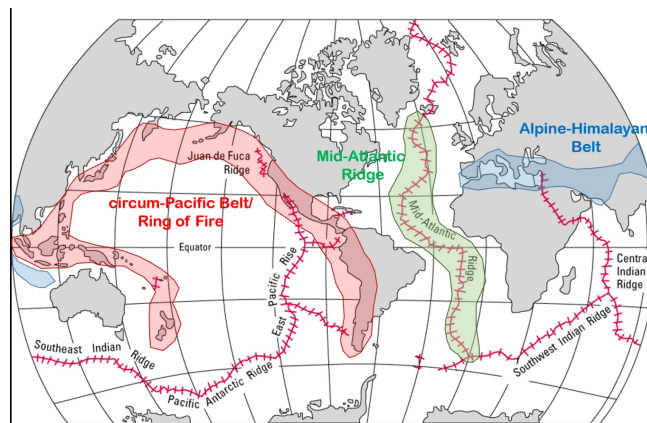 Alpine-Himalayan
Belt
Juan de Fuca
Ridge
Mid-Atlantic
Ridge
circum-Pacific Belt/
Ring of Fire
Mid-Atlantic
Ridge
Equator
East Pacific Rise
Central
Indian
Ridge
Southeast Indian Ridge
Pacific Antarctic Ridge
Southwest Indian Ridge